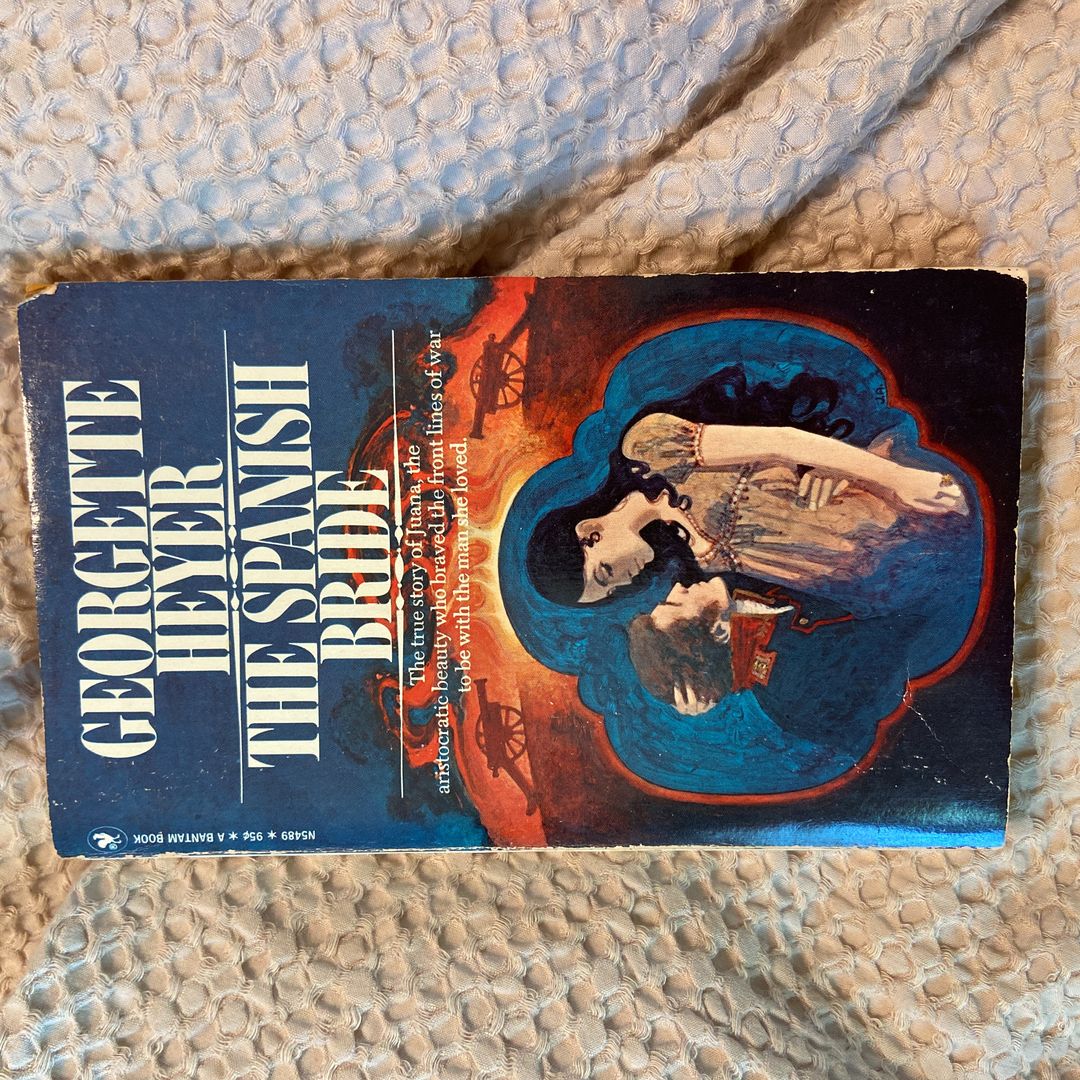 GEORGETTE
HEYER
THE SPANISH
BRIDE
The true story of Juana, the
aristocratic beauty who braved the front lines of war
to be with the man she loved.
N5489 ★ 95¢ ★ A BANTAM BOOK